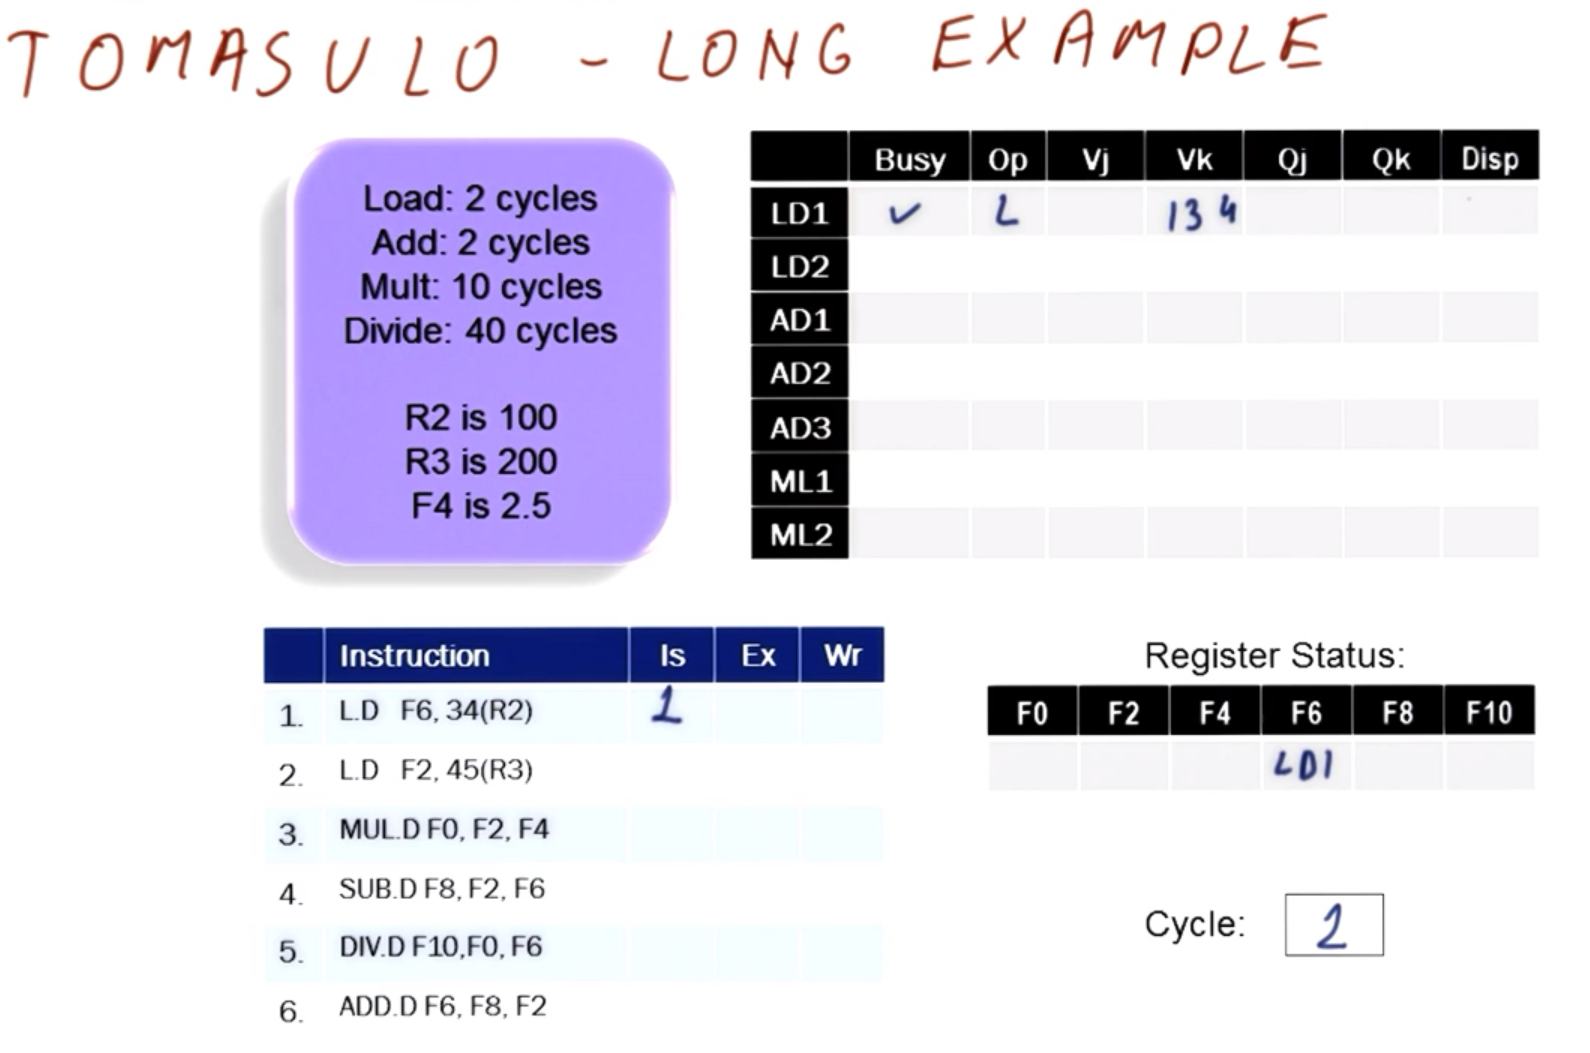 TOMASULO - LONG EXAMPLE
Load: 2 cycles
Add: 2 cycles
Mult: 10 cycles
Divide: 40 cycles
R2 is 100
R3 is 200
F4 is 2.5
Busy Op Vj Vk Qj Qk Disp
LD1 ✓ L 134
LD2
AD1
AD2
AD3
ML1
ML2
Instruction Is Ex Wr
1. L.D F6, 34(R2) 1
2. L.D F2, 45(R3)
3. MUL.D F0, F2, F4
4. SUB.D F8, F2, F6
5. DIV.D F10,F0, F6
6. ADD.D F6, F8, F2
Register Status:
F0 F2 F4 F6 F8 F10
LD1
Cycle: 2